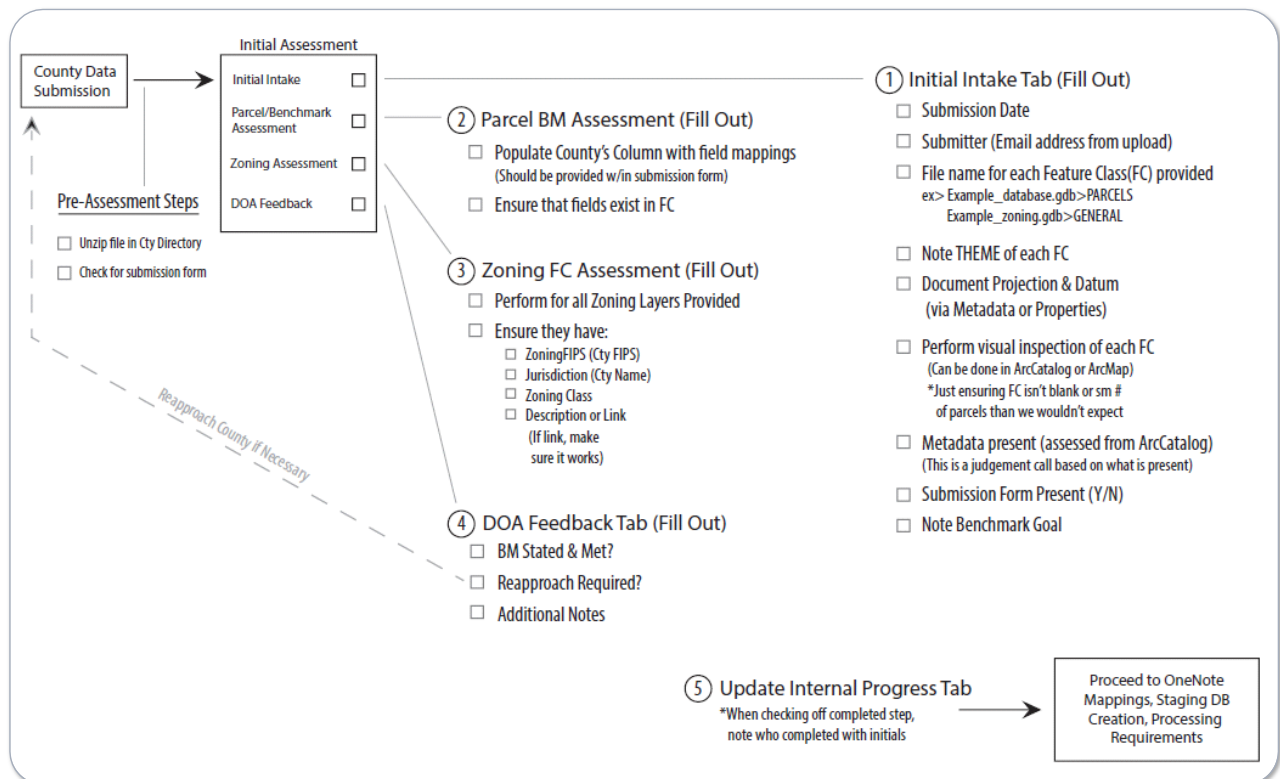 County Data
Submission
Pre-Assessment Steps
Unzip file in Cty Directory
Check for submission form
Initial Assessment
Initial Intake
Parcel/Benchmark
Assessment
Zoning Assessment
DOA Feedback
1 Initial Intake Tab (Fill Out)
Submission Date
Submitter (Email address from upload)
File name for each Feature Class(FC) provided
ex> Example_database.gdb>PARCELS
Example_zoning.gdb>GENERAL
Note THEME of each FC
Document Projection & Datum
(via Metadata or Properties)
Perform visual inspection of each FC
(Can be done in ArcCatalog or ArcMap)
*Just ensuring FC isn't blank or sm #
of parcels than we wouldn't expect
Metadata present (assessed from ArcCatalog)
(This is a judgement call based on what is present)
Submission Form Present (Y/N)
Note Benchmark Goal
2 Parcel BM Assessment (Fill Out)
Populate County's Column with field mappings
(Should be provided w/in submission form)
Ensure that fields exist in FC
3 Zoning FC Assessment (Fill Out)
Perform for all Zoning Layers Provided
Ensure they have:
ZoningFIPS (Cty FIPS)
Jurisdiction (Cty Name)
Zoning Class
Description or Link
(If link, make
sure it works)
4 DOA Feedback Tab (Fill Out)
BM Stated & Met?
Reapproach Required?
Additional Notes
Reapproach County if Necessary
5 Update Internal Progress Tab
*When checking off completed step,
note who completed with initials
Proceed to OneNote
Mappings, Staging DB
Creation, Processing
Requirements